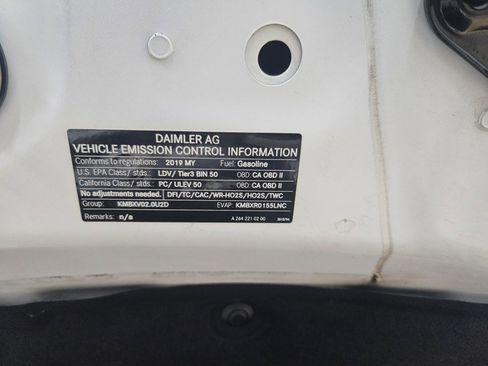 DAIMLER AG
VEHICLE EMISSION CONTROL INFORMATION
Conforms to regulations: 2019 MY Fuel: Gasoline
U.S. EPA Class/ stds.: LDV/ Tier3 BIN 50 OBD: CA OBD II
California Class/ stds.: PC/ ULEV 50 OBD: CA OBD II
No adjustments needed. DFI/TC/CAC/WR-HO2S/HO2S/TWC
Group: KMBXV02.0U2D EVAP: KMBXR0155LNC
Remarks: n/a A 264 221 02 00